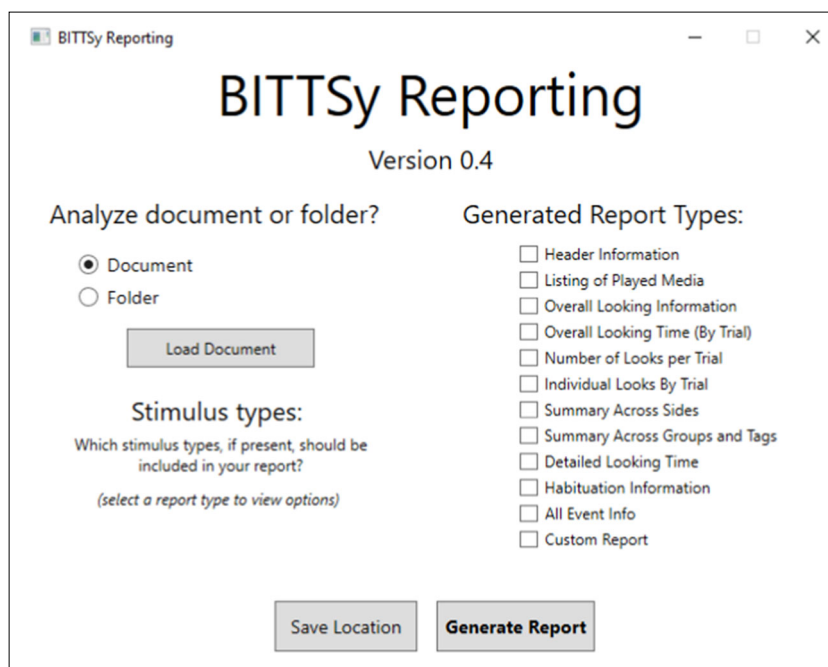 BITTSy Reporting
BITTSy Reporting
Version 0.4
Analyze document or folder?
Document
Folder
Load Document
Stimulus types:
Which stimulus types, if present, should be
included in your report?
(select a report type to view options)
Generated Report Types:
Header Information
Listing of Played Media
Overall Looking Information
Overall Looking Time (By Trial)
Number of Looks per Trial
Individual Looks By Trial
Summary Across Sides
Summary Across Groups and Tags
Detailed Looking Time
Habituation Information
All Event Info
Custom Report
Save Location
Generate Report